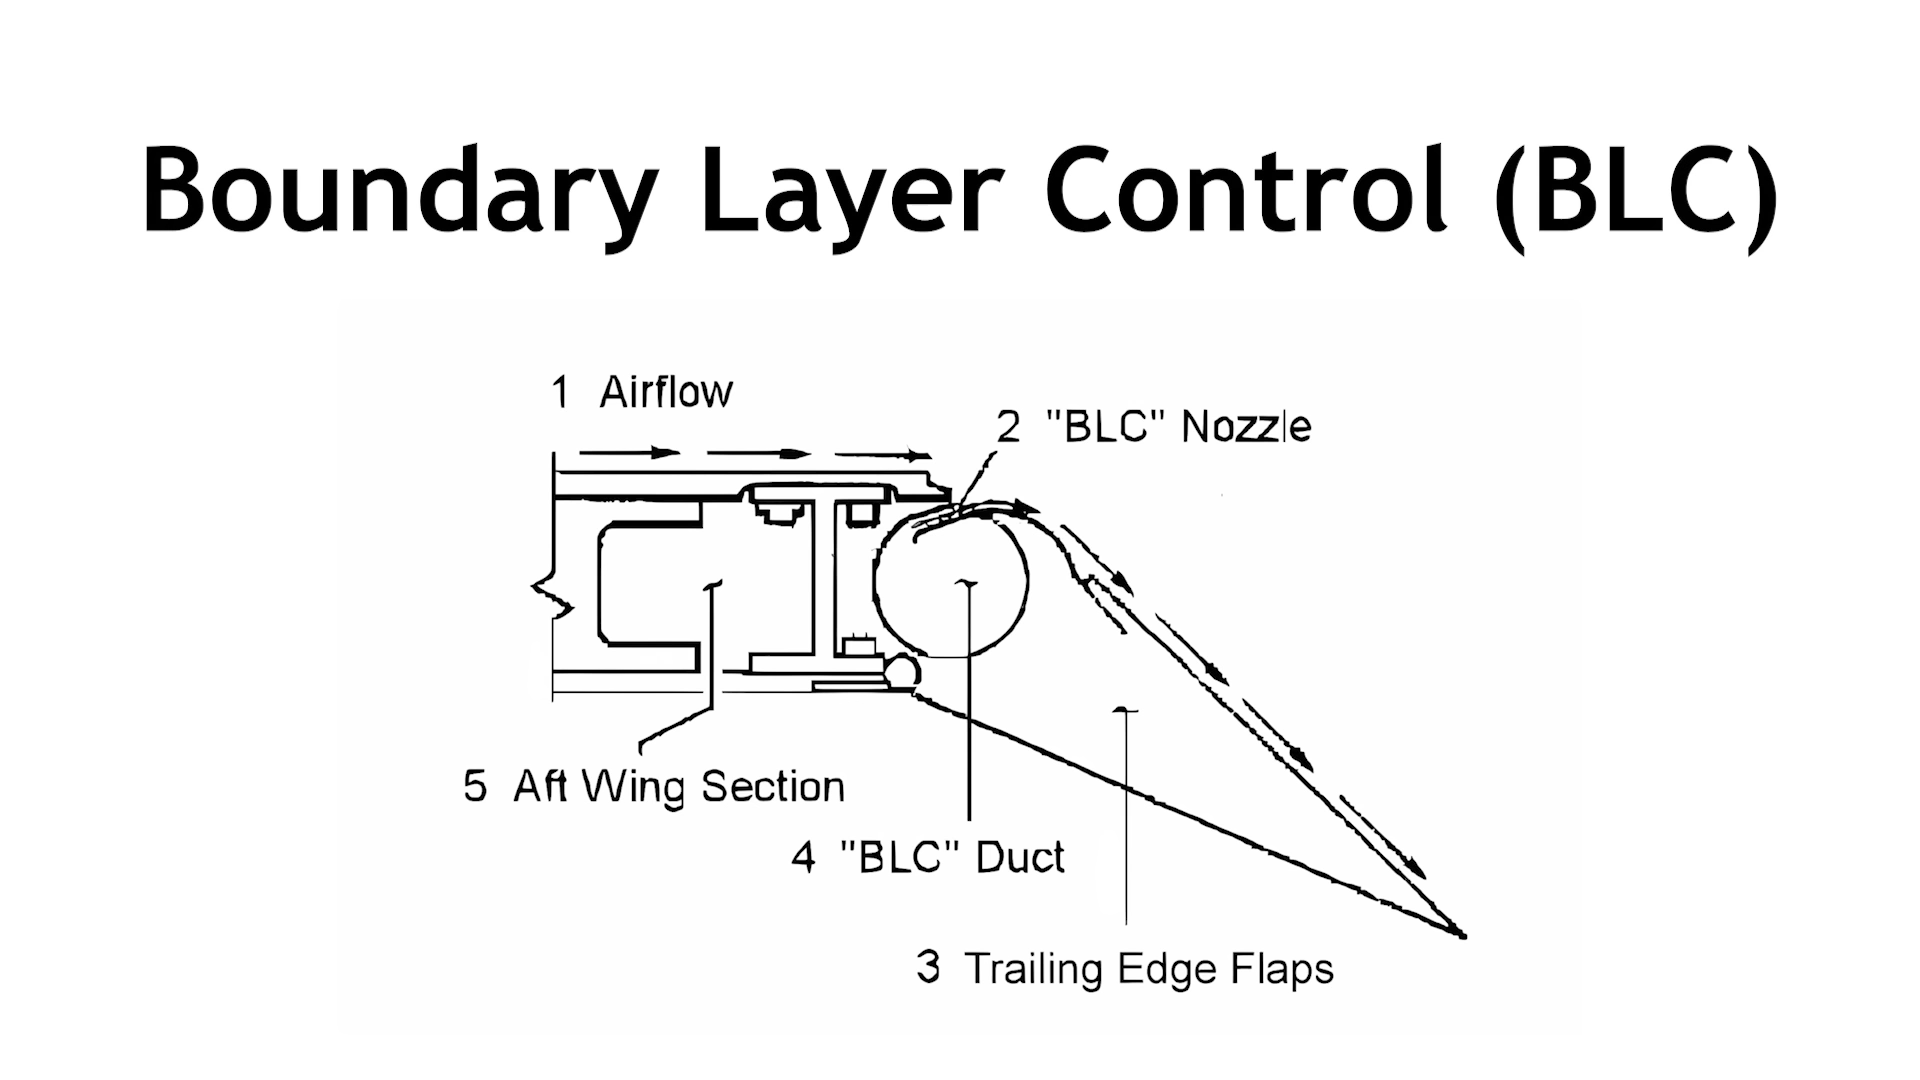 Boundary Layer Control (BLC)
1 Airflow
2 "BLC" Nozzle
5 Aft Wing Section
4 "BLC" Duct
3 Trailing Edge Flaps